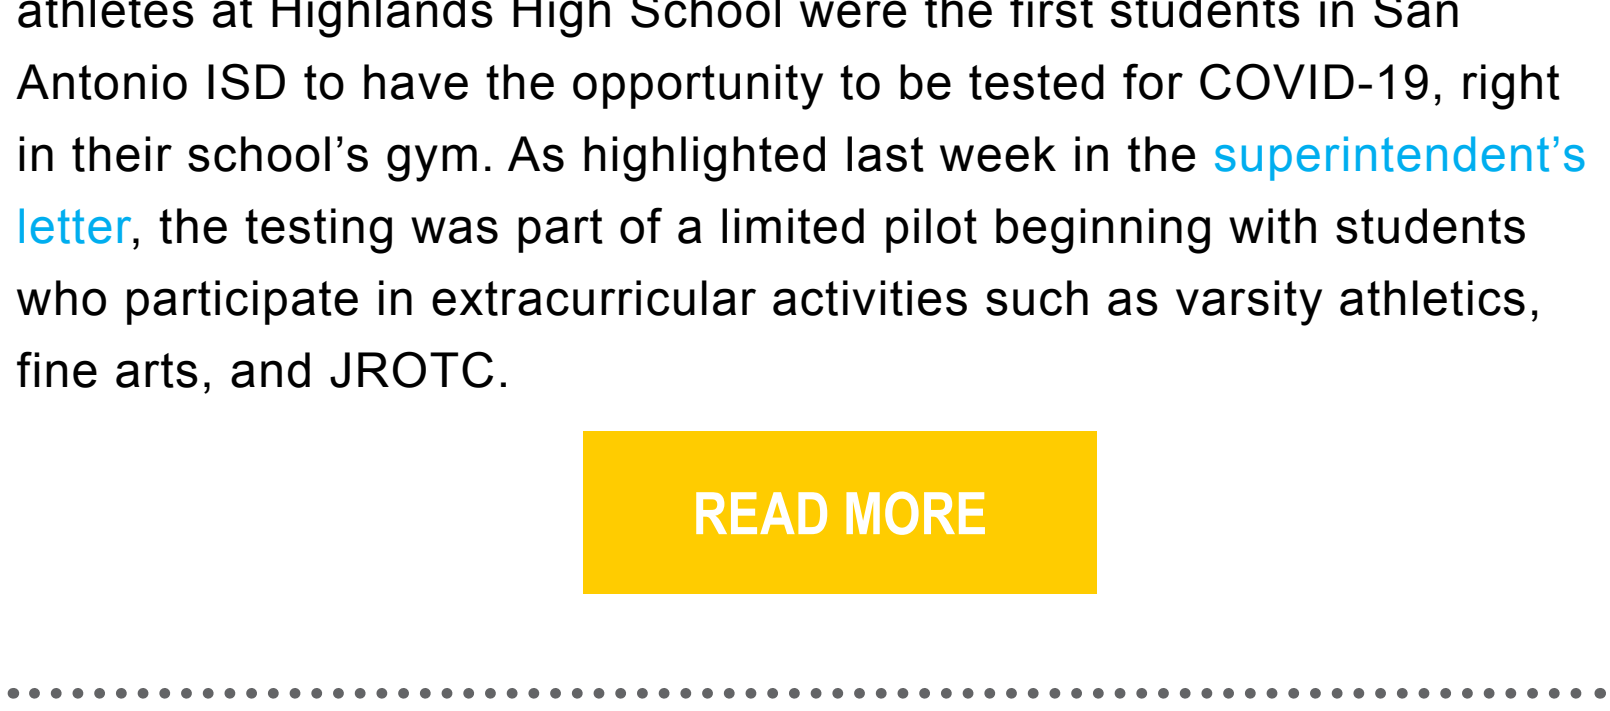 athletes at Highlands High School were the first students in San
Antonio ISD to have the opportunity to be tested for COVID-19, right
in their school’s gym. As highlighted last week in the superintendent’s
letter, the testing was part of a limited pilot beginning with students
who participate in extracurricular activities such as varsity athletics,
fine arts, and JROTC.
READ MORE